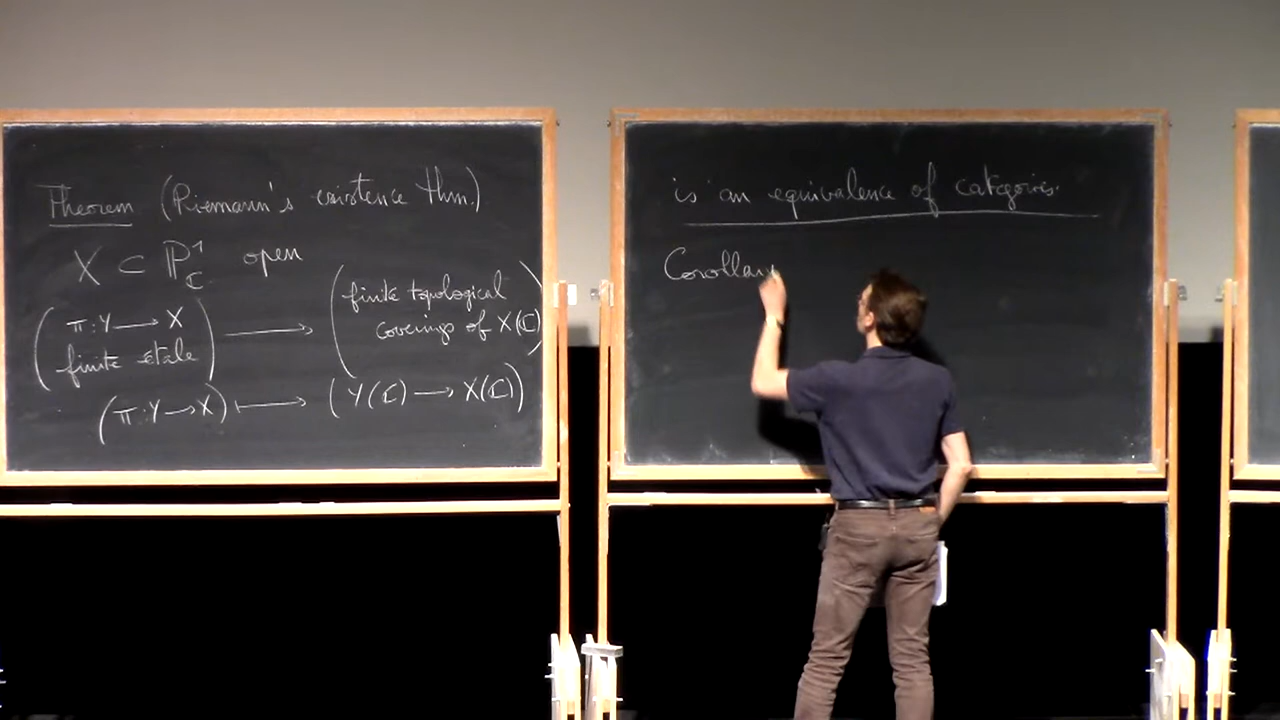 Theorem (Riemann's existence thm.)
X ⊂ ℙ¹_ℂ open
(π: Y → X finite étale) ⟶ (finite topological coverings of X(ℂ))
(π: Y → X) ⟼ (Y(ℂ) → X(ℂ))
is an equivalence of categories.
Corollary